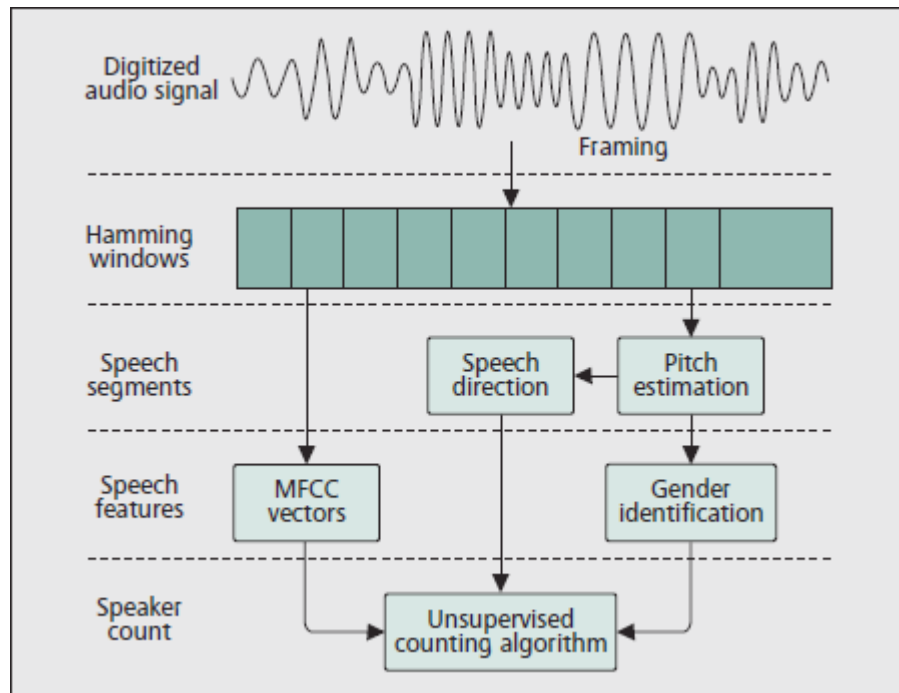 Digitized
audio signal
Framing
Hamming
windows
Speech
segments
Speech
direction
Pitch
estimation
Speech
features
MFCC
vectors
Gender
identification
Speaker
count
Unsupervised
counting algorithm